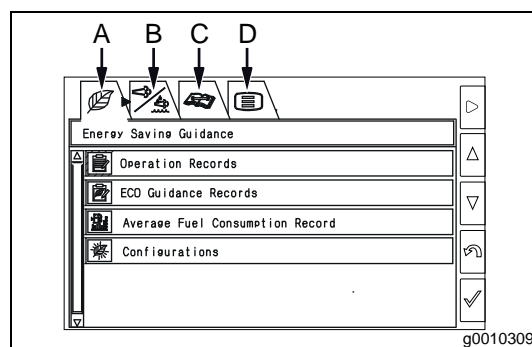 A B C D
Energy Saving Guidance
Operation Records
ECO Guidance Records
Average Fuel Consumption Record
Configurations
g0010309